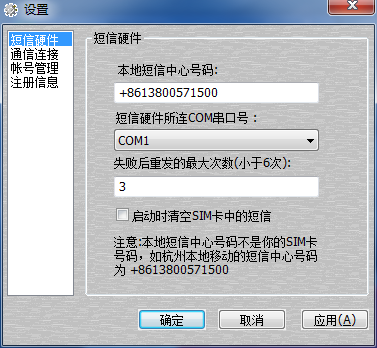 设置
短信硬件
通信连接
帐号管理
注册信息
短信硬件
本地短信中心号码:
+8613800571500
短信硬件所连COM串口号：
COM1
失败后重发的最大次数(小于6次):
3
启动时清空SIM卡中的短信
注意:本地短信中心号码不是你的SIM卡
号码，如杭州本地移动的短信中心号码
为 +8613800571500
确定
取消
应用(A)